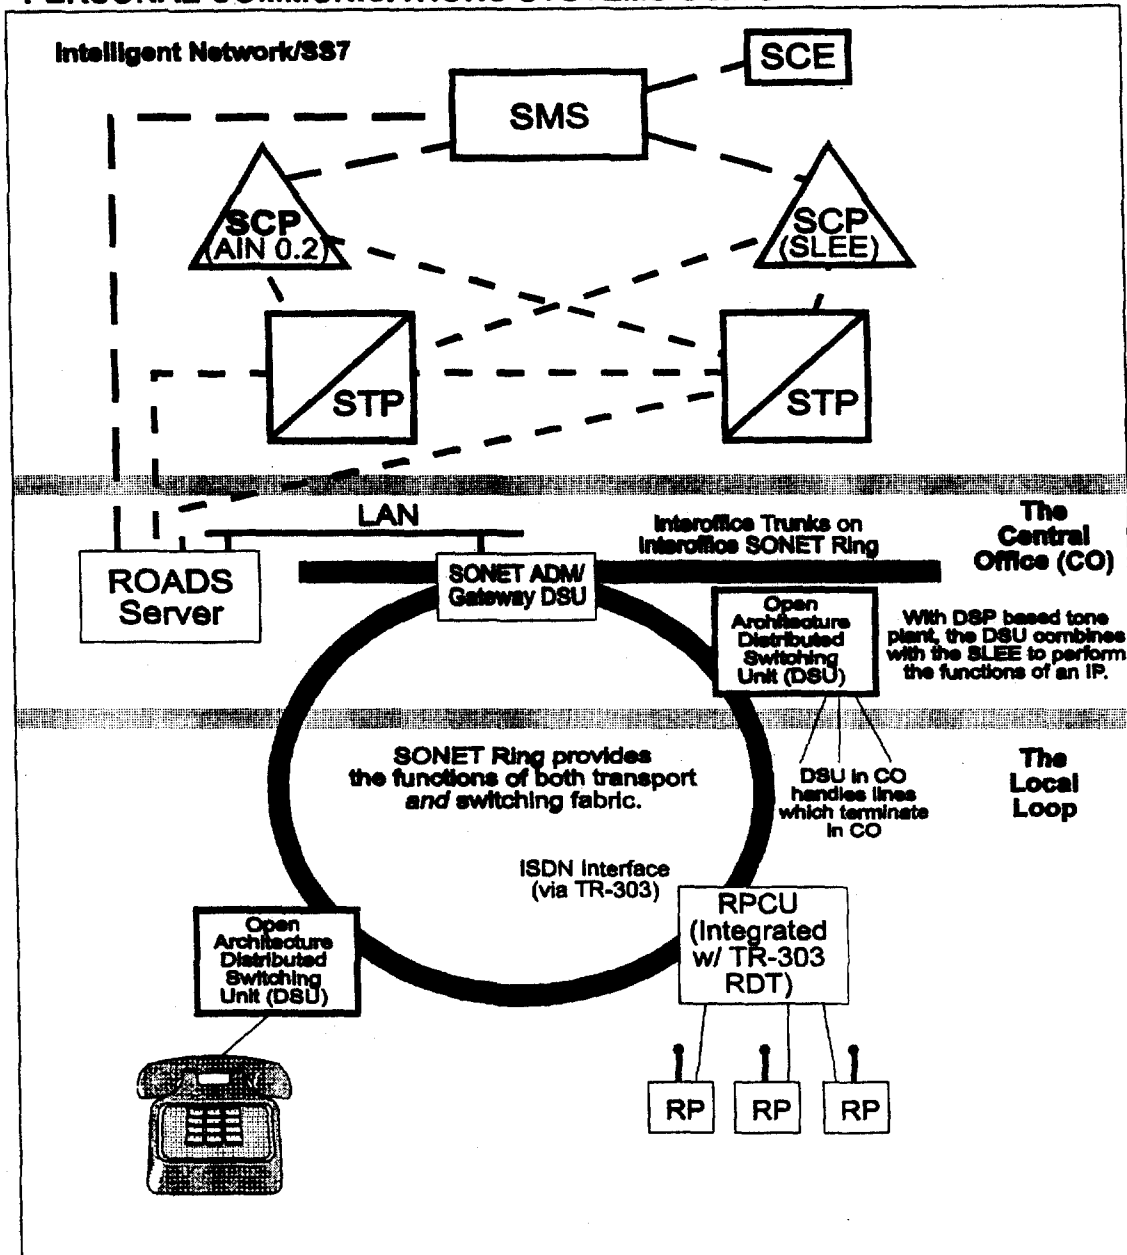 Intelligent Network/SS7
SCE
SMS
SCP
(AIN 0.2)
SCP
(SLEE)
STP
STP
LAN
Interoffice Trunks on
Interoffice SONET Ring
The
Central
Office (CO)
ROADS
Server
SONET ADM/
Gateway DSU
Open
Architecture
Distributed
Switching
Unit (DSU)
With DSP based tone
plant, the DSU combines
with the SLEE to perform
the functions of an IP.
SONET Ring provides
the functions of both transport
and switching fabric.
DSU in CO
handles lines
which terminate
in CO
The
Local
Loop
ISDN Interface
(via TR-303)
RPCU
(Integrated
w/ TR-303
RDT)
Open
Architecture
Distributed
Switching
Unit (DSU)
RP
RP
RP